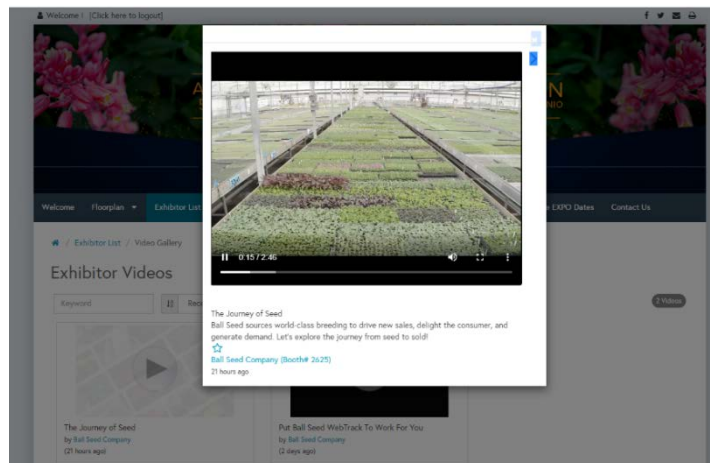 Welcome ! [Click here to logout]
A N
S NIO
Welcome Floorplan Exhibitor List e EXPO Dates Contact Us
/ Exhibitor List / Video Gallery
Exhibitor Videos
Keyword Rece
2 Videos
0:15 / 2:46
The Journey of Seed
Ball Seed sources world-class breeding to drive new sales, delight the consumer, and
generate demand. Let's explore the journey from seed to sold!
Ball Seed Company (Booth# 2625)
21 hours ago
The Journey of Seed
by Ball Seed Company
(21 hours ago)
Put Ball Seed WebTrack To Work For You
by Ball Seed Company
(2 days ago)